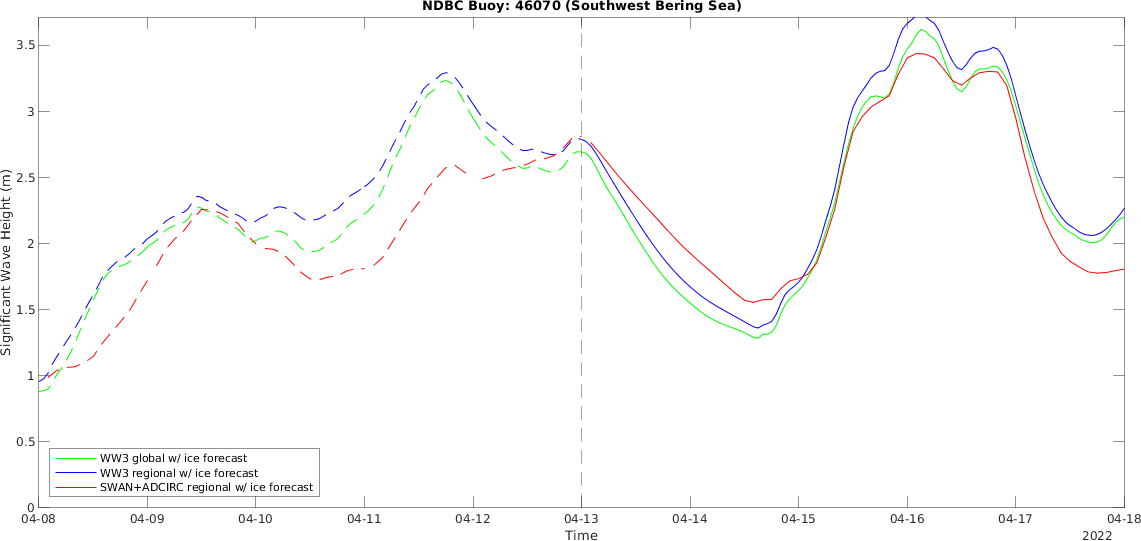 NDBC Buoy: 46070 (Southwest Bering Sea)
Significant Wave Height (m)
3.5
3
2.5
2
1.5
1
0.5
0
WW3 global w/ ice forecast
WW3 regional w/ ice forecast
SWAN+ADCIRC regional w/ ice forecast
04-08 04-09 04-10 04-11 04-12 04-13 04-14 04-15 04-16 04-17 04-18
Time
2022